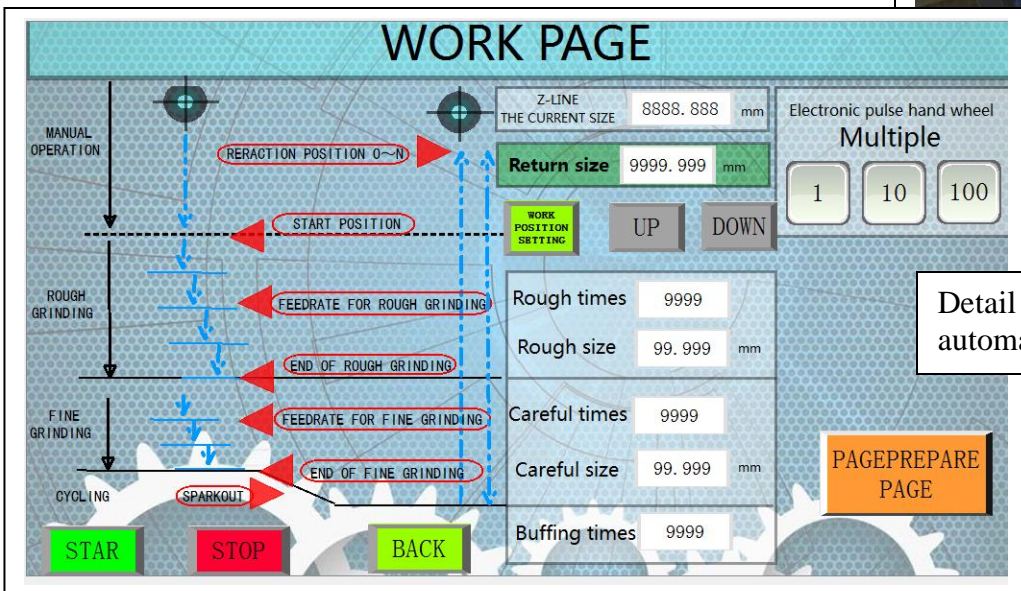 WORK PAGE
MANUAL
OPERATION
RERACTION POSITION O～N
START POSITION
ROUGH
GRINDING
FEEDRATE FOR ROUGH GRINDING
END OF ROUGH GRINDING
FINE
GRINDING
FEEDRATE FOR FINE GRINDING
END OF FINE GRINDING
CYCLING
SPARKOUT
STAR
STOP
BACK
Z-LINE
THE CURRENT SIZE 8888.888 mm
Return size 9999.999 mm
WORK
POSITION
SETTING
UP
DOWN
Rough times 9999
Rough size 99.999 mm
Careful times 9999
Careful size 99.999 mm
Buffing times 9999
Electronic pulse hand wheel
Multiple
1 10 100
PAGEPREPARE
PAGE
Detail